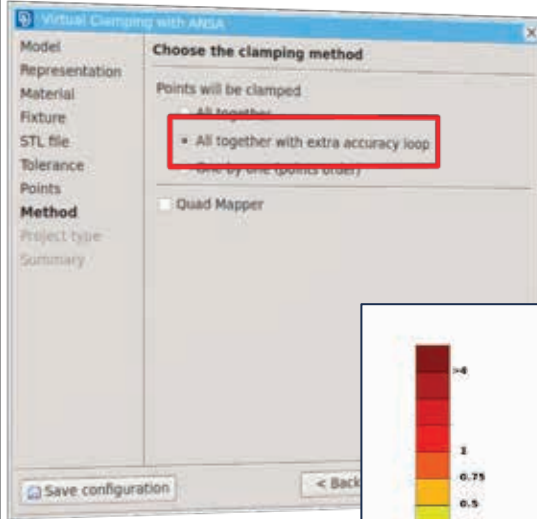 Virtual Clamping with ANSA
Model
Representation
Material
Fixture
STL file
Tolerance
Points
Method
Project type
Summary
Choose the clamping method
Points will be clamped
All together
All together with extra accuracy loop
One by one (points order)
Quad Mapper
Save configuration
< Back
>4
1
0.75
0.5